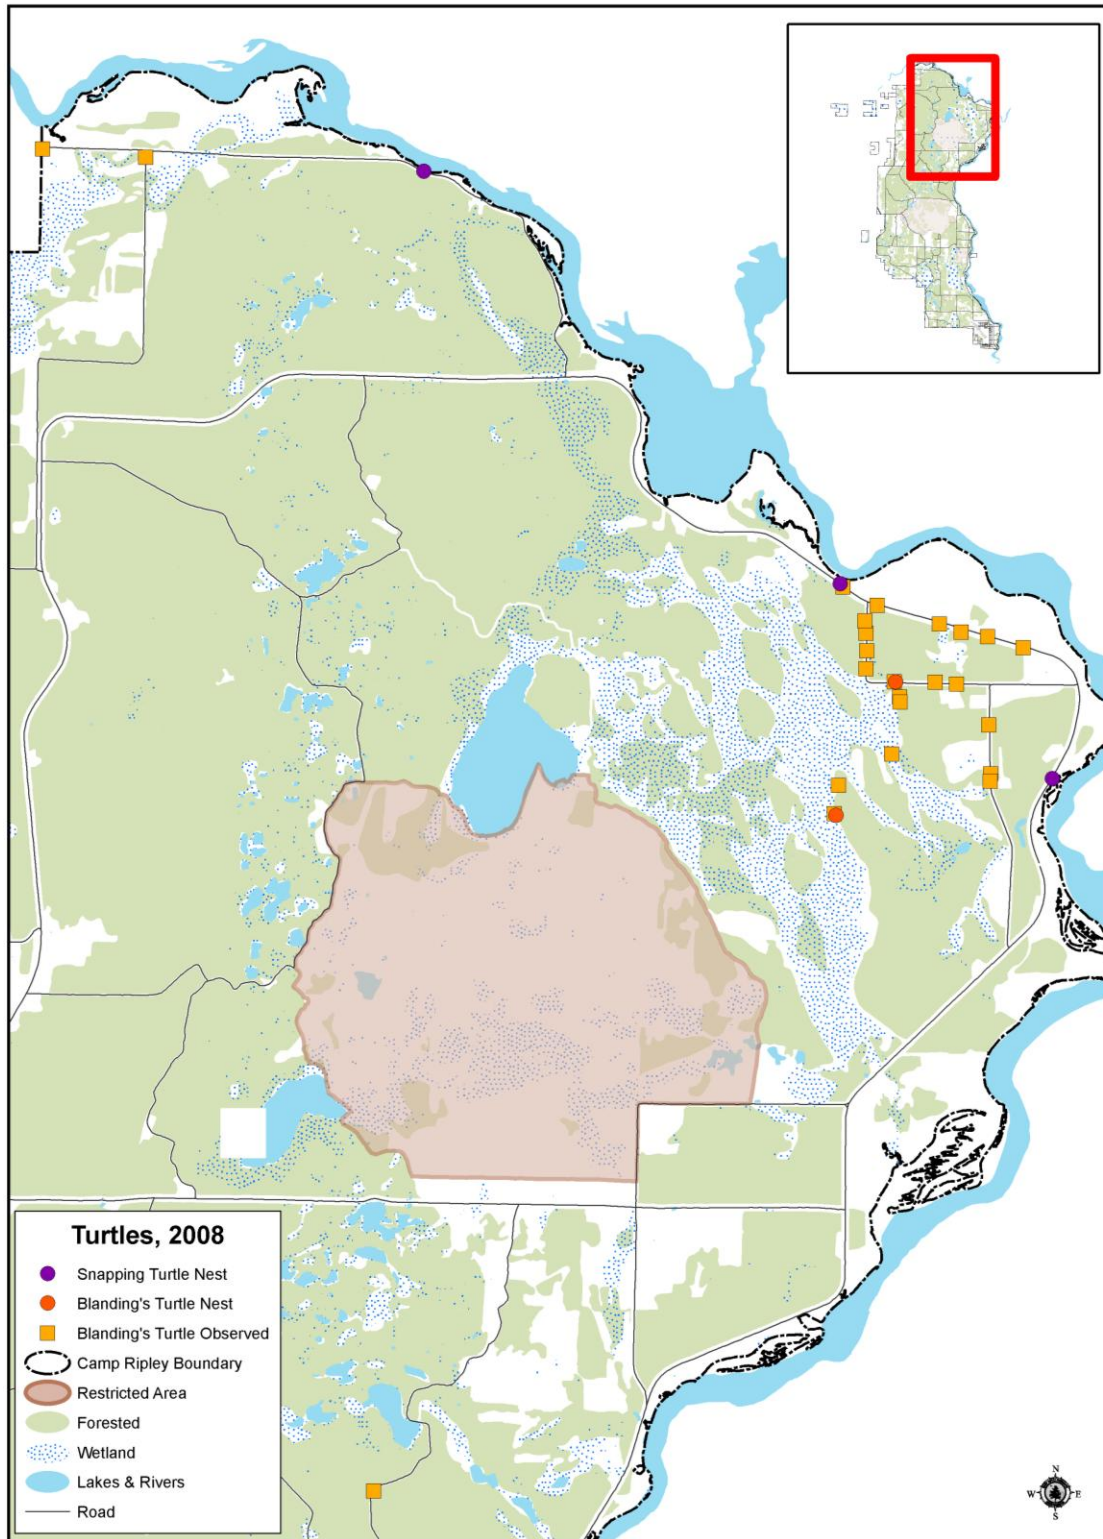 Turtles, 2008
Snapping Turtle Nest
Blanding's Turtle Nest
Blanding's Turtle Observed
Camp Ripley Boundary
Restricted Area
Forested
Wetland
Lakes & Rivers
Road
N
W E
S